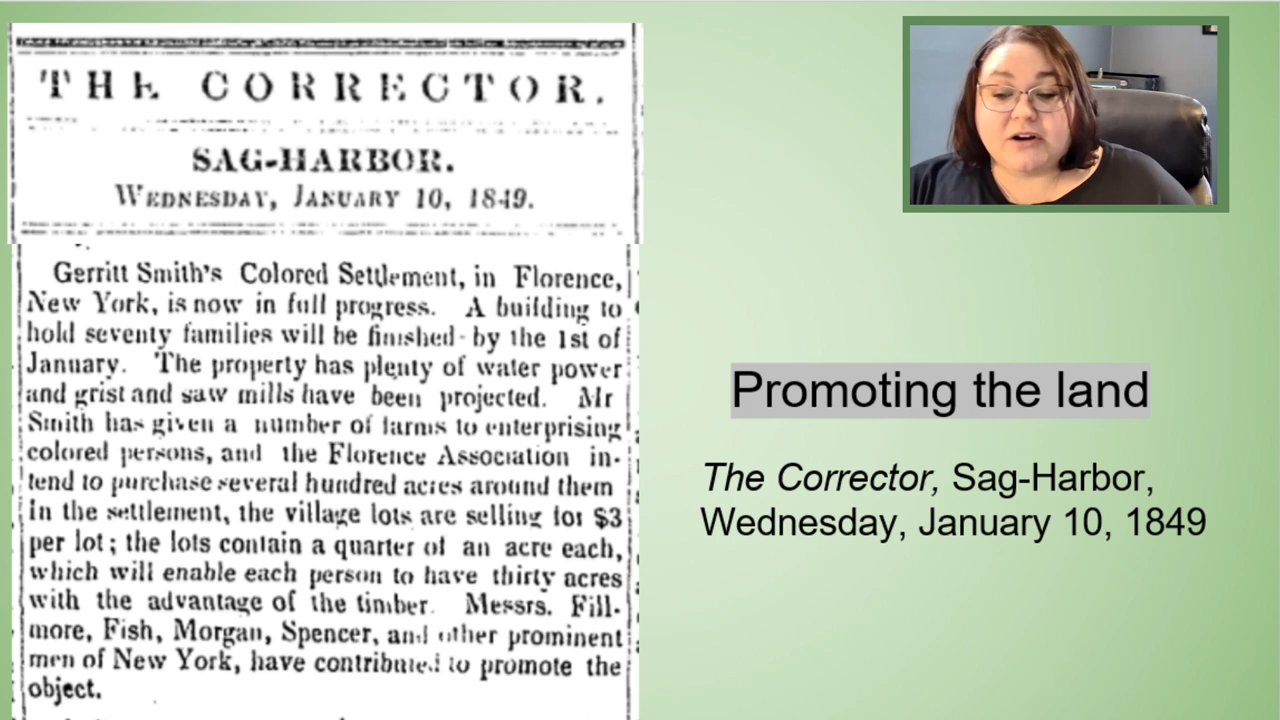 THE CORRECTOR.
SAG-HARBOR.
WEDNESDAY, JANUARY 10, 1849.
Gerritt Smith's Colored Settlement, in Florence,
New York, is now in full progress. A building to
hold seventy families will be finished by the 1st of
January. The property has plenty of water power
and grist and saw mills have been projected. Mr
Smith has given a number of farms to enterprising
colored persons, and the Florence Association in-
tend to purchase several hundred acres around them
In the settlement, the village lots are selling for $3
per lot; the lots contain a quarter of an acre each,
which will enable each person to have thirty acres
with the advantage of the timber. Messrs. Fill-
more, Fish, Morgan, Spencer, and other prominent
men of New York, have contributed to promote the
object.
Promoting the land
The Corrector, Sag-Harbor,
Wednesday, January 10, 1849